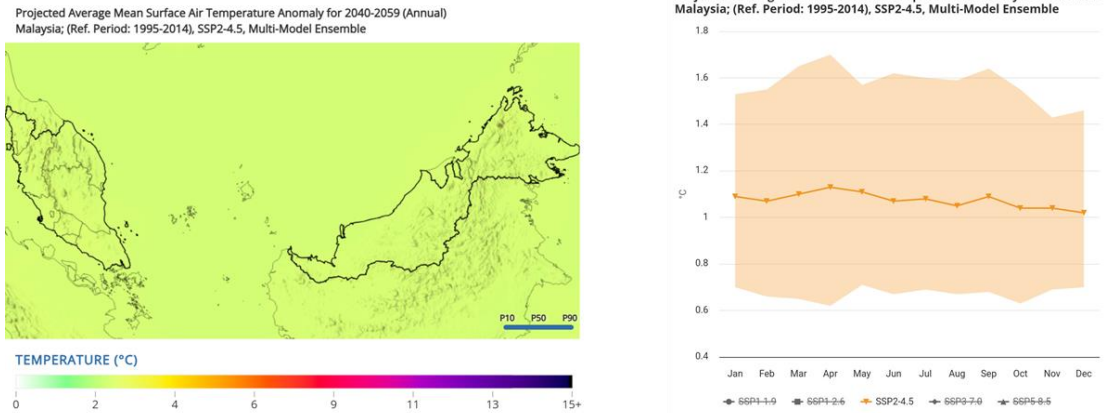 Projected Average Mean Surface Air Temperature Anomaly for 2040-2059 (Annual)
Malaysia; (Ref. Period: 1995-2014), SSP2-4.5, Multi-Model Ensemble
P10 P50 P90
TEMPERATURE (°C)
0 2 4 6 9 11 13 15+
Malaysia; (Ref. Period: 1995-2014), SSP2-4.5, Multi-Model Ensemble
1.8
1.6
1.4
1.2
1
0.8
0.6
0.4
°C
Jan Feb Mar Apr May Jun Jul Aug Sep Oct Nov Dec
SSP1-1.9 SSP1-2.6 SSP2-4.5 SSP3-7.0 SSP5-8.5